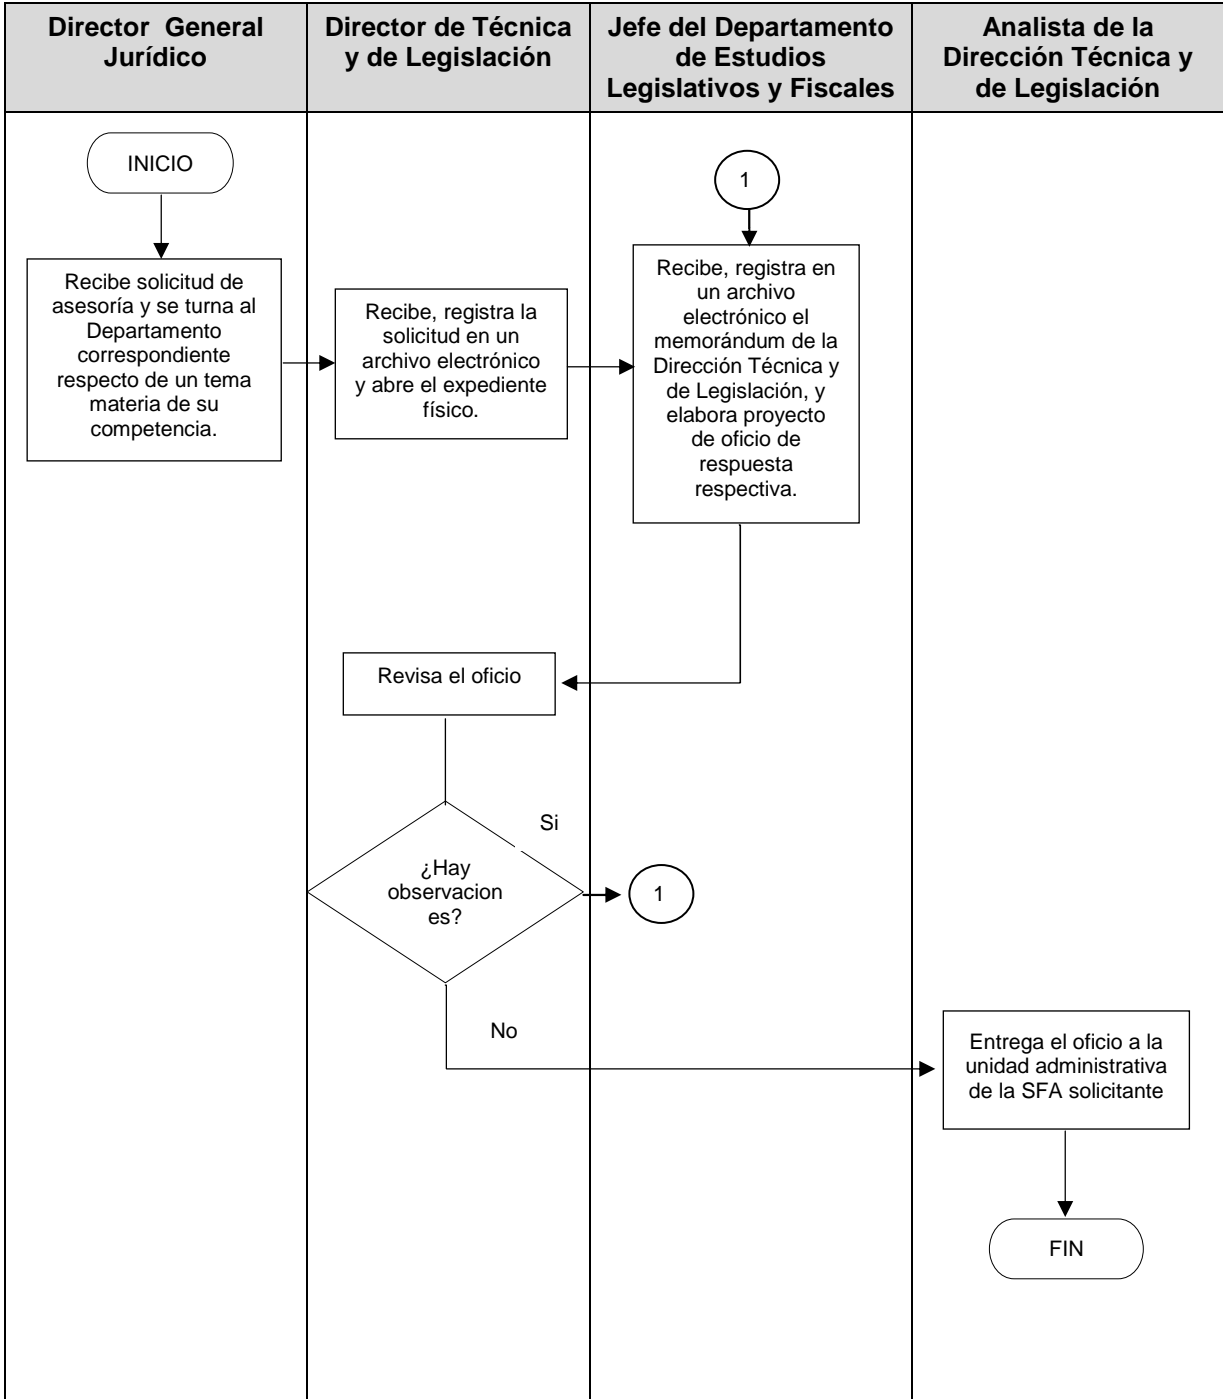 Director General
Jurídico
Director de Técnica
y de Legislación
Jefe del Departamento
de Estudios
Legislativos y Fiscales
Analista de la
Dirección Técnica y
de Legislación
INICIO
Recibe solicitud de
asesoría y se turna al
Departamento
correspondiente
respecto de un tema
materia de su
competencia.
Recibe, registra la
solicitud en un
archivo electrónico
y abre el expediente
físico.
1
Recibe, registra en
un archivo
electrónico el
memorándum de la
Dirección Técnica y
de Legislación, y
elabora proyecto
de oficio de
respuesta
respectiva.
Revisa el oficio
¿Hay
observacion
es?
Si
1
No
Entrega el oficio a la
unidad administrativa
de la SFA solicitante
FIN